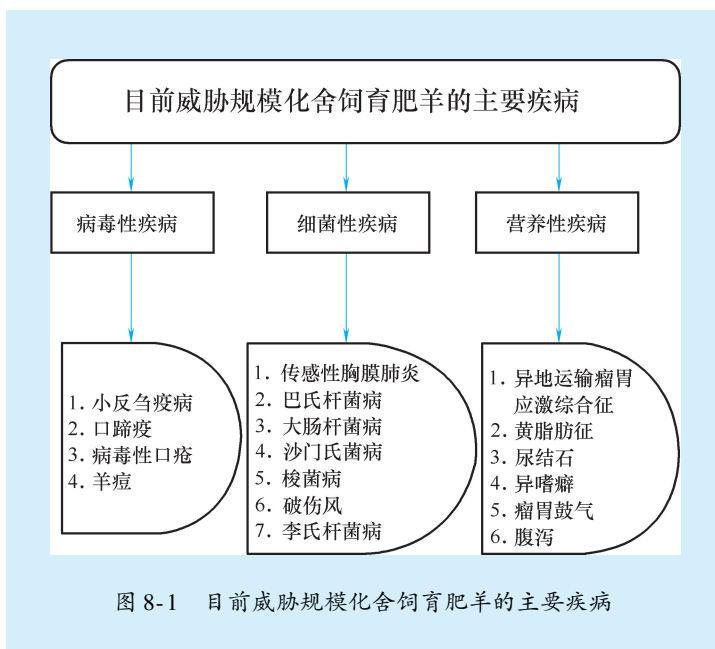 目前威胁规模化舍饲育肥羊的主要疾病
病毒性疾病
细菌性疾病
营养性疾病
1. 小反刍疫病
2. 口蹄疫
3. 病毒性口疮
4. 羊痘
1. 传感性胸膜肺炎
2. 巴氏杆菌病
3. 大肠杆菌病
4. 沙门氏菌病
5. 梭菌病
6. 破伤风
7. 李氏杆菌病
1. 异地运输瘤胃
应激综合征
2. 黄脂肪征
3. 尿结石
4. 异嗜癖
5. 瘤胃鼓气
6. 腹泻
图 8-1 目前威胁规模化舍饲育肥羊的主要疾病